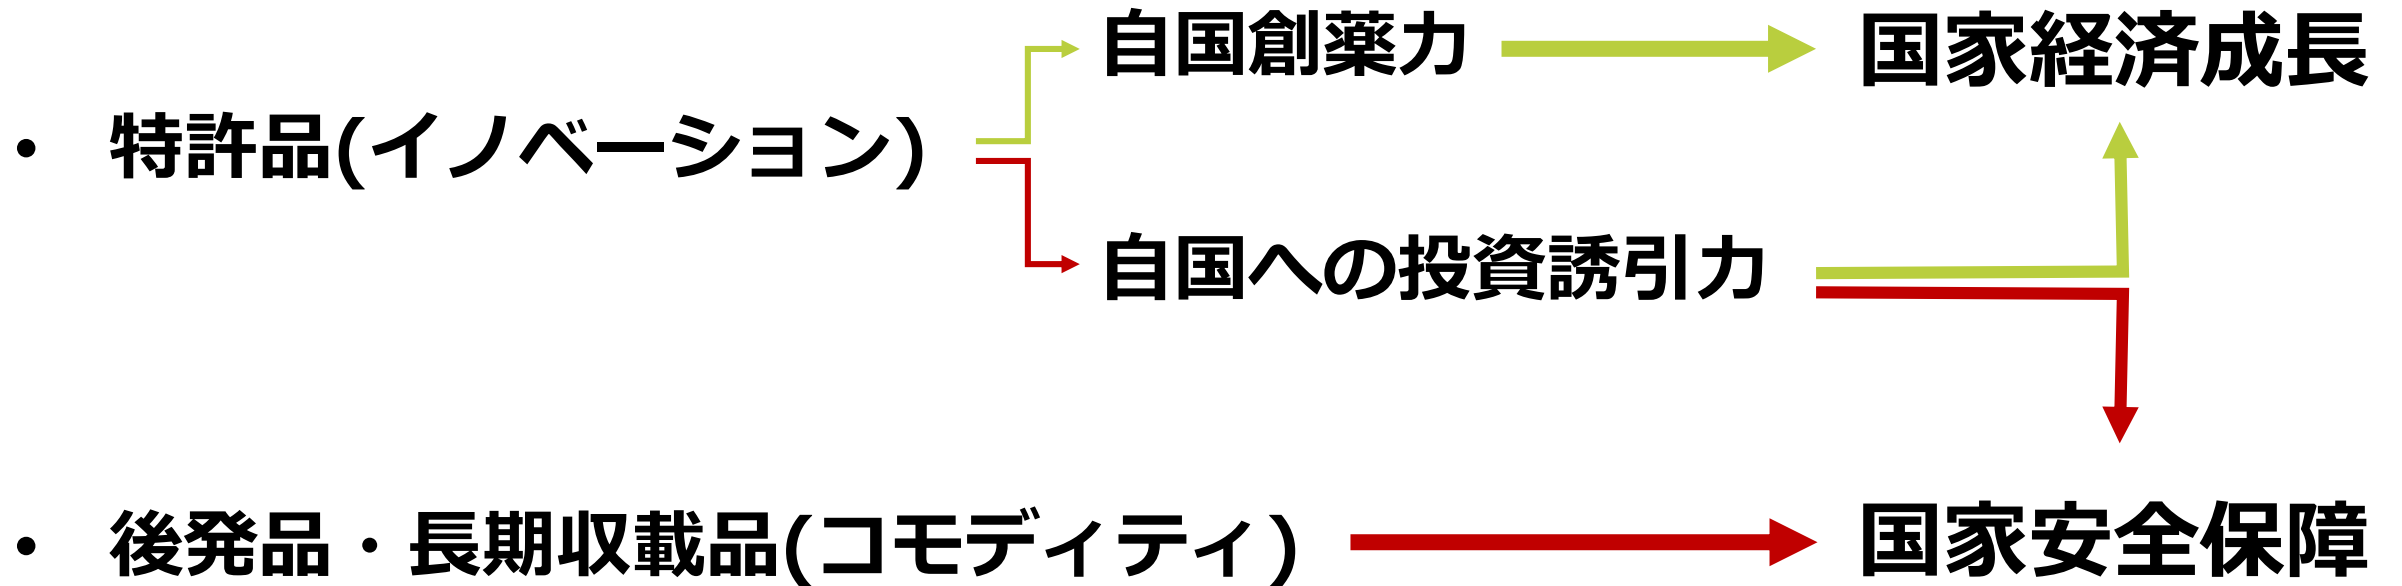 自国創薬力
国家経済成長
• 特許品(イノベーション)
自国への投資誘引力
• 後発品・長期収載品(コモディティ)
国家安全保障